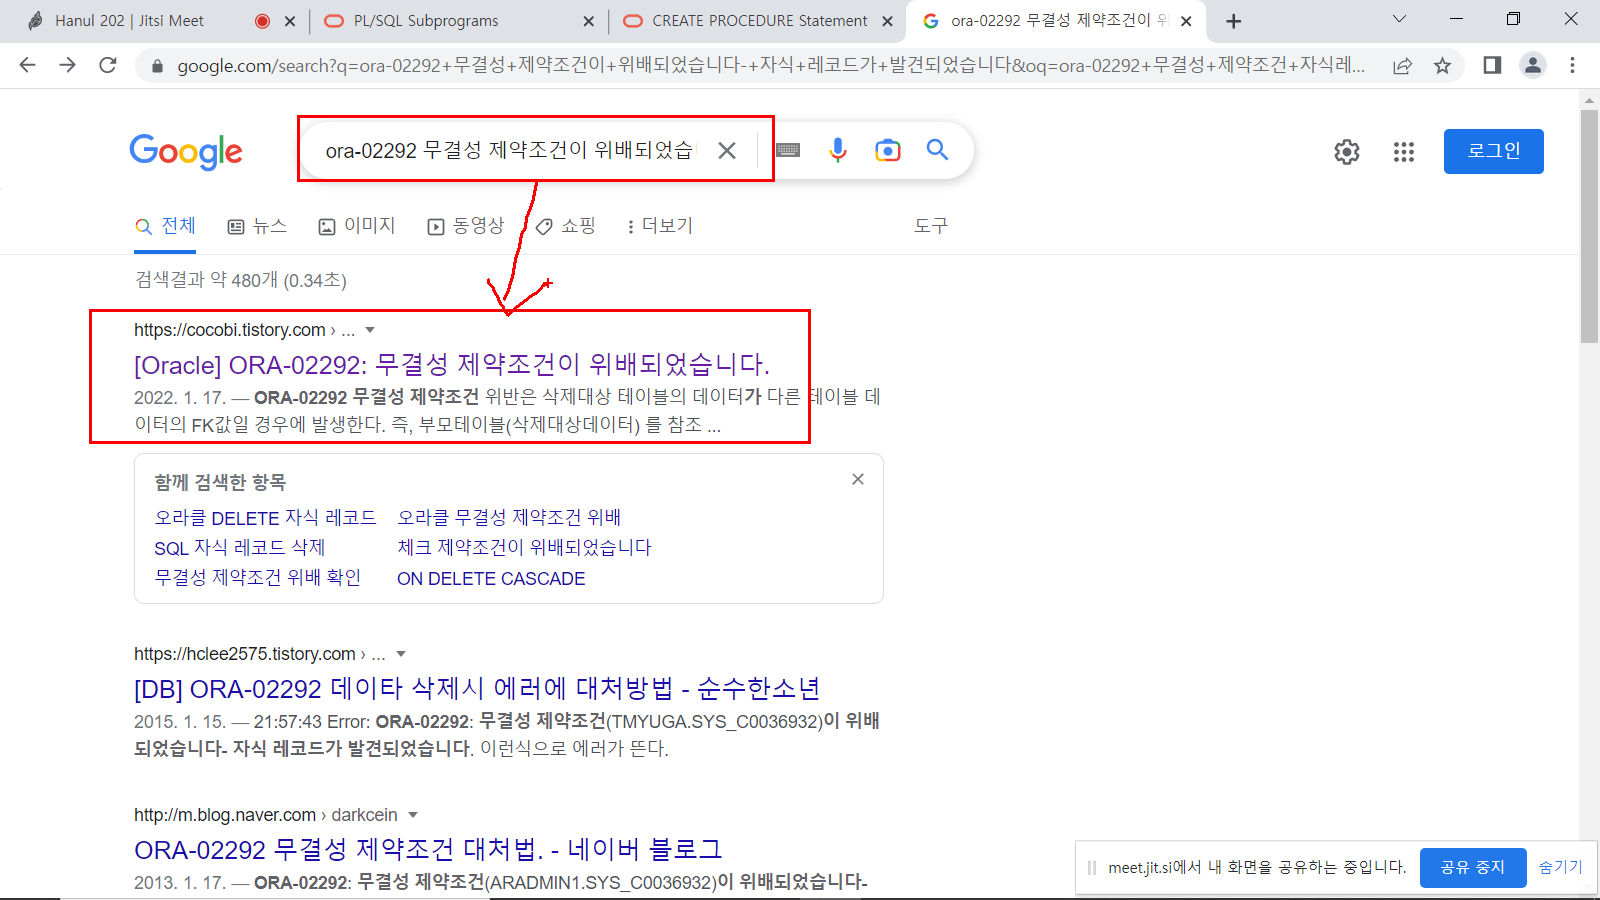 Hanul 202 | Jitsi Meet
PL/SQL Subprograms
CREATE PROCEDURE Statement
ora-02292 무결성 제약조건이 위
google.com/search?q=ora-02292+무결성+제약조건이+위배되었습니다-+자식+레코드가+발견되었습니다&oq=ora-02292+무결성+제약조건+자식레...
Google
ora-02292 무결성 제약조건이 위배되었습
로그인
전체
뉴스
이미지
동영상
쇼핑
더보기
도구
검색결과 약 480개 (0.34초)
https://cocobi.tistory.com › ...
[Oracle] ORA-02292: 무결성 제약조건이 위배되었습니다.
2022. 1. 17. — ORA-02292 무결성 제약조건 위반은 삭제대상 테이블의 데이터가 다른 테이블 데
이터의 FK값일 경우에 발생한다. 즉, 부모테이블(삭제대상데이터) 를 참조 ...
함께 검색한 항목
오라클 DELETE 자식 레코드
오라클 무결성 제약조건 위배
SQL 자식 레코드 삭제
체크 제약조건이 위배되었습니다
무결성 제약조건 위배 확인
ON DELETE CASCADE
https://hclee2575.tistory.com › ...
[DB] ORA-02292 데이타 삭제시 에러에 대처방법 - 순수한소년
2015. 1. 15. — 21:57:43 Error: ORA-02292: 무결성 제약조건(TMYUGA.SYS_C0036932)이 위배
되었습니다- 자식 레코드가 발견되었습니다. 이런식으로 에러가 뜬다.
http://m.blog.naver.com › darkcein
ORA-02292 무결성 제약조건 대처법. - 네이버 블로그
2013. 1. 17. — ORA-02292: 무결성 제약조건(ARADMIN1.SYS_C0036932)이 위배되었습니다-
meet.jit.si에서 내 화면을 공유하는 중입니다.
공유 중지
숨기기